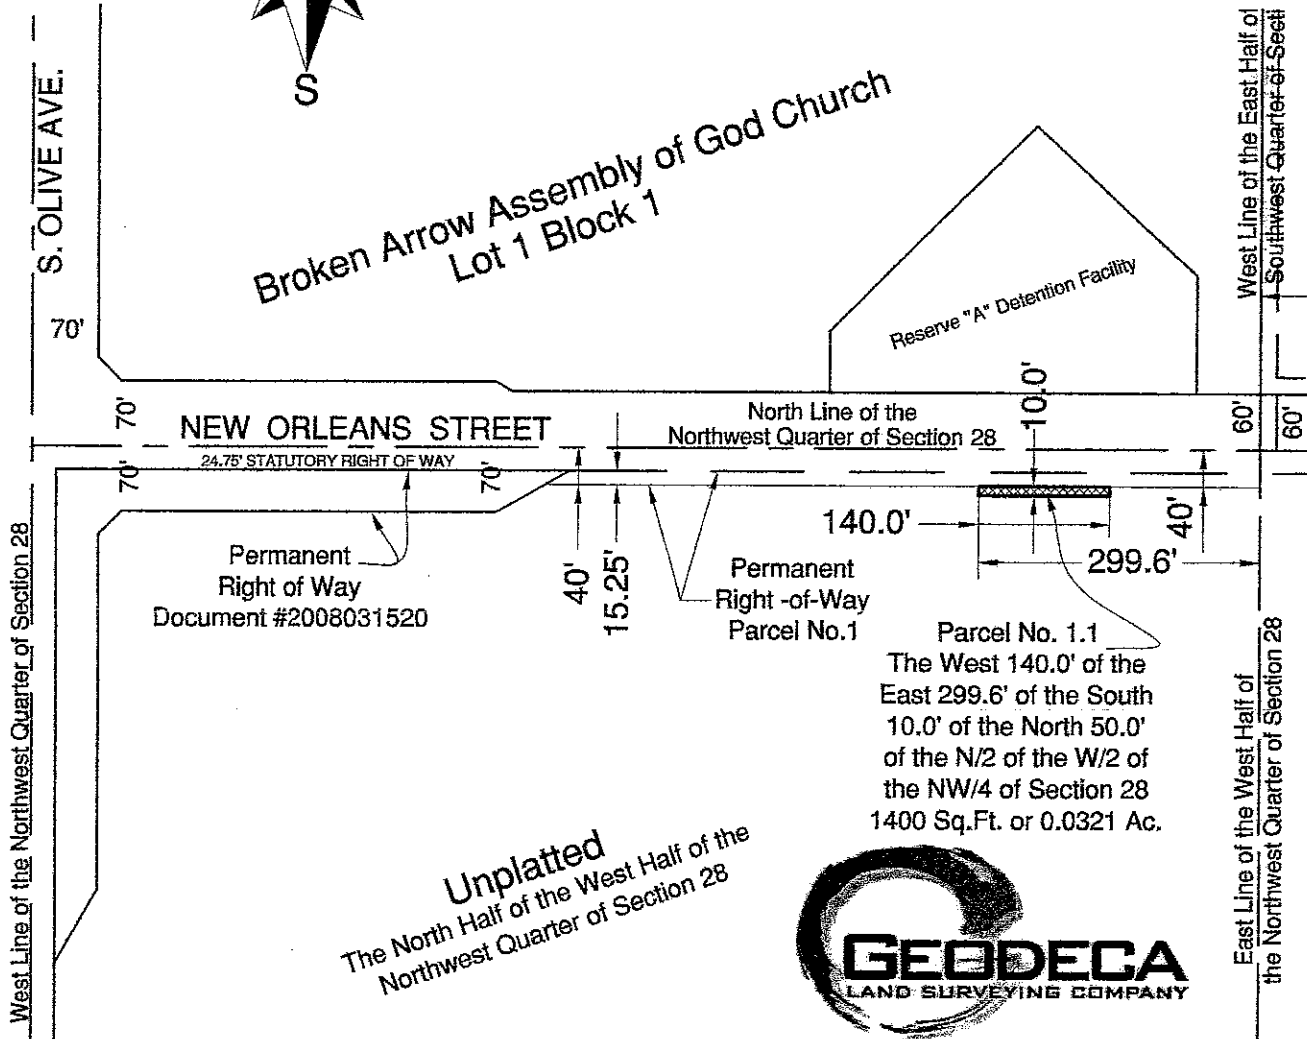 S
S. OLIVE AVE.
70'
Broken Arrow Assembly of God Church
Lot 1 Block 1
Reserve "A" Detention Facility
West Line of the East Half of
Southwest Quarter of Secti
70'
NEW ORLEANS STREET
24.75' STATUTORY RIGHT OF WAY
70'
70'
North Line of the
Northwest Quarter of Section 28
10.0'
60'
60'
140.0'
40'
299.6'
40'
15.25'
Permanent
Right of Way
Document #2008031520
Permanent
Right -of-Way
Parcel No.1
Parcel No. 1.1
The West 140.0' of the
East 299.6' of the South
10.0' of the North 50.0'
of the N/2 of the W/2 of
the NW/4 of Section 28
1400 Sq.Ft. or 0.0321 Ac.
West Line of the Northwest Quarter of Section 28
Unplatted
The North Half of the West Half of the
Northwest Quarter of Section 28
East Line of the West Half of
the Northwest Quarter of Section 28
GEODECA
LAND SURVEYING COMPANY